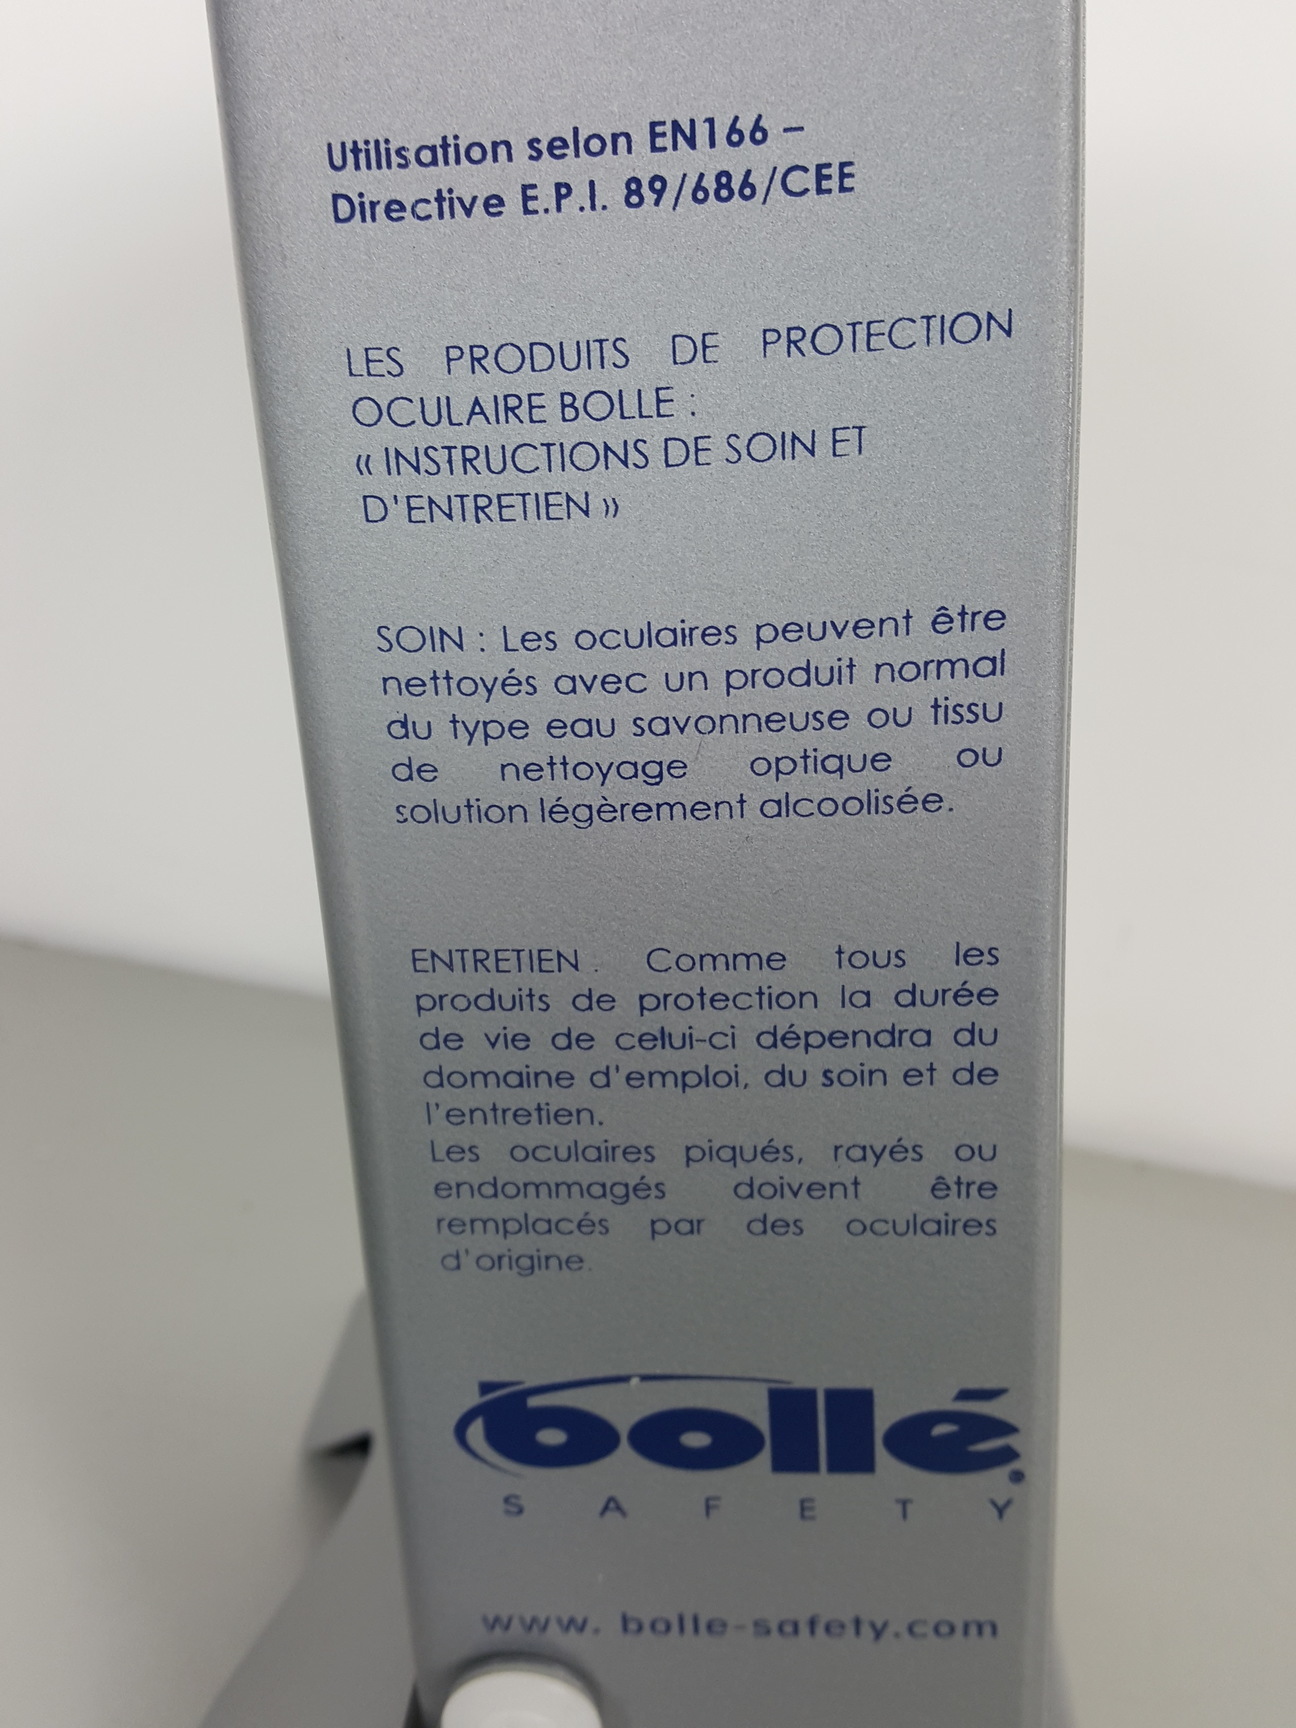 Utilisation selon EN166 –
Directive E.P.I. 89/686/CEE
LES PRODUITS DE PROTECTION
OCULAIRE BOLLE :
« INSTRUCTIONS DE SOIN ET
D'ENTRETIEN »
SOIN : Les oculaires peuvent être
nettoyés avec un produit normal
du type eau savonneuse ou tissu
de nettoyage optique ou
solution légèrement alcoolisée.
ENTRETIEN . Comme tous les
produits de protection la durée
de vie de celui-ci dépendra du
domaine d'emploi, du soin et de
l'entretien.
Les oculaires piqués, rayés ou
endommagés doivent être
remplacés par des oculaires
d'origine.
bollé
SAFETY
www. bolle-safety.com